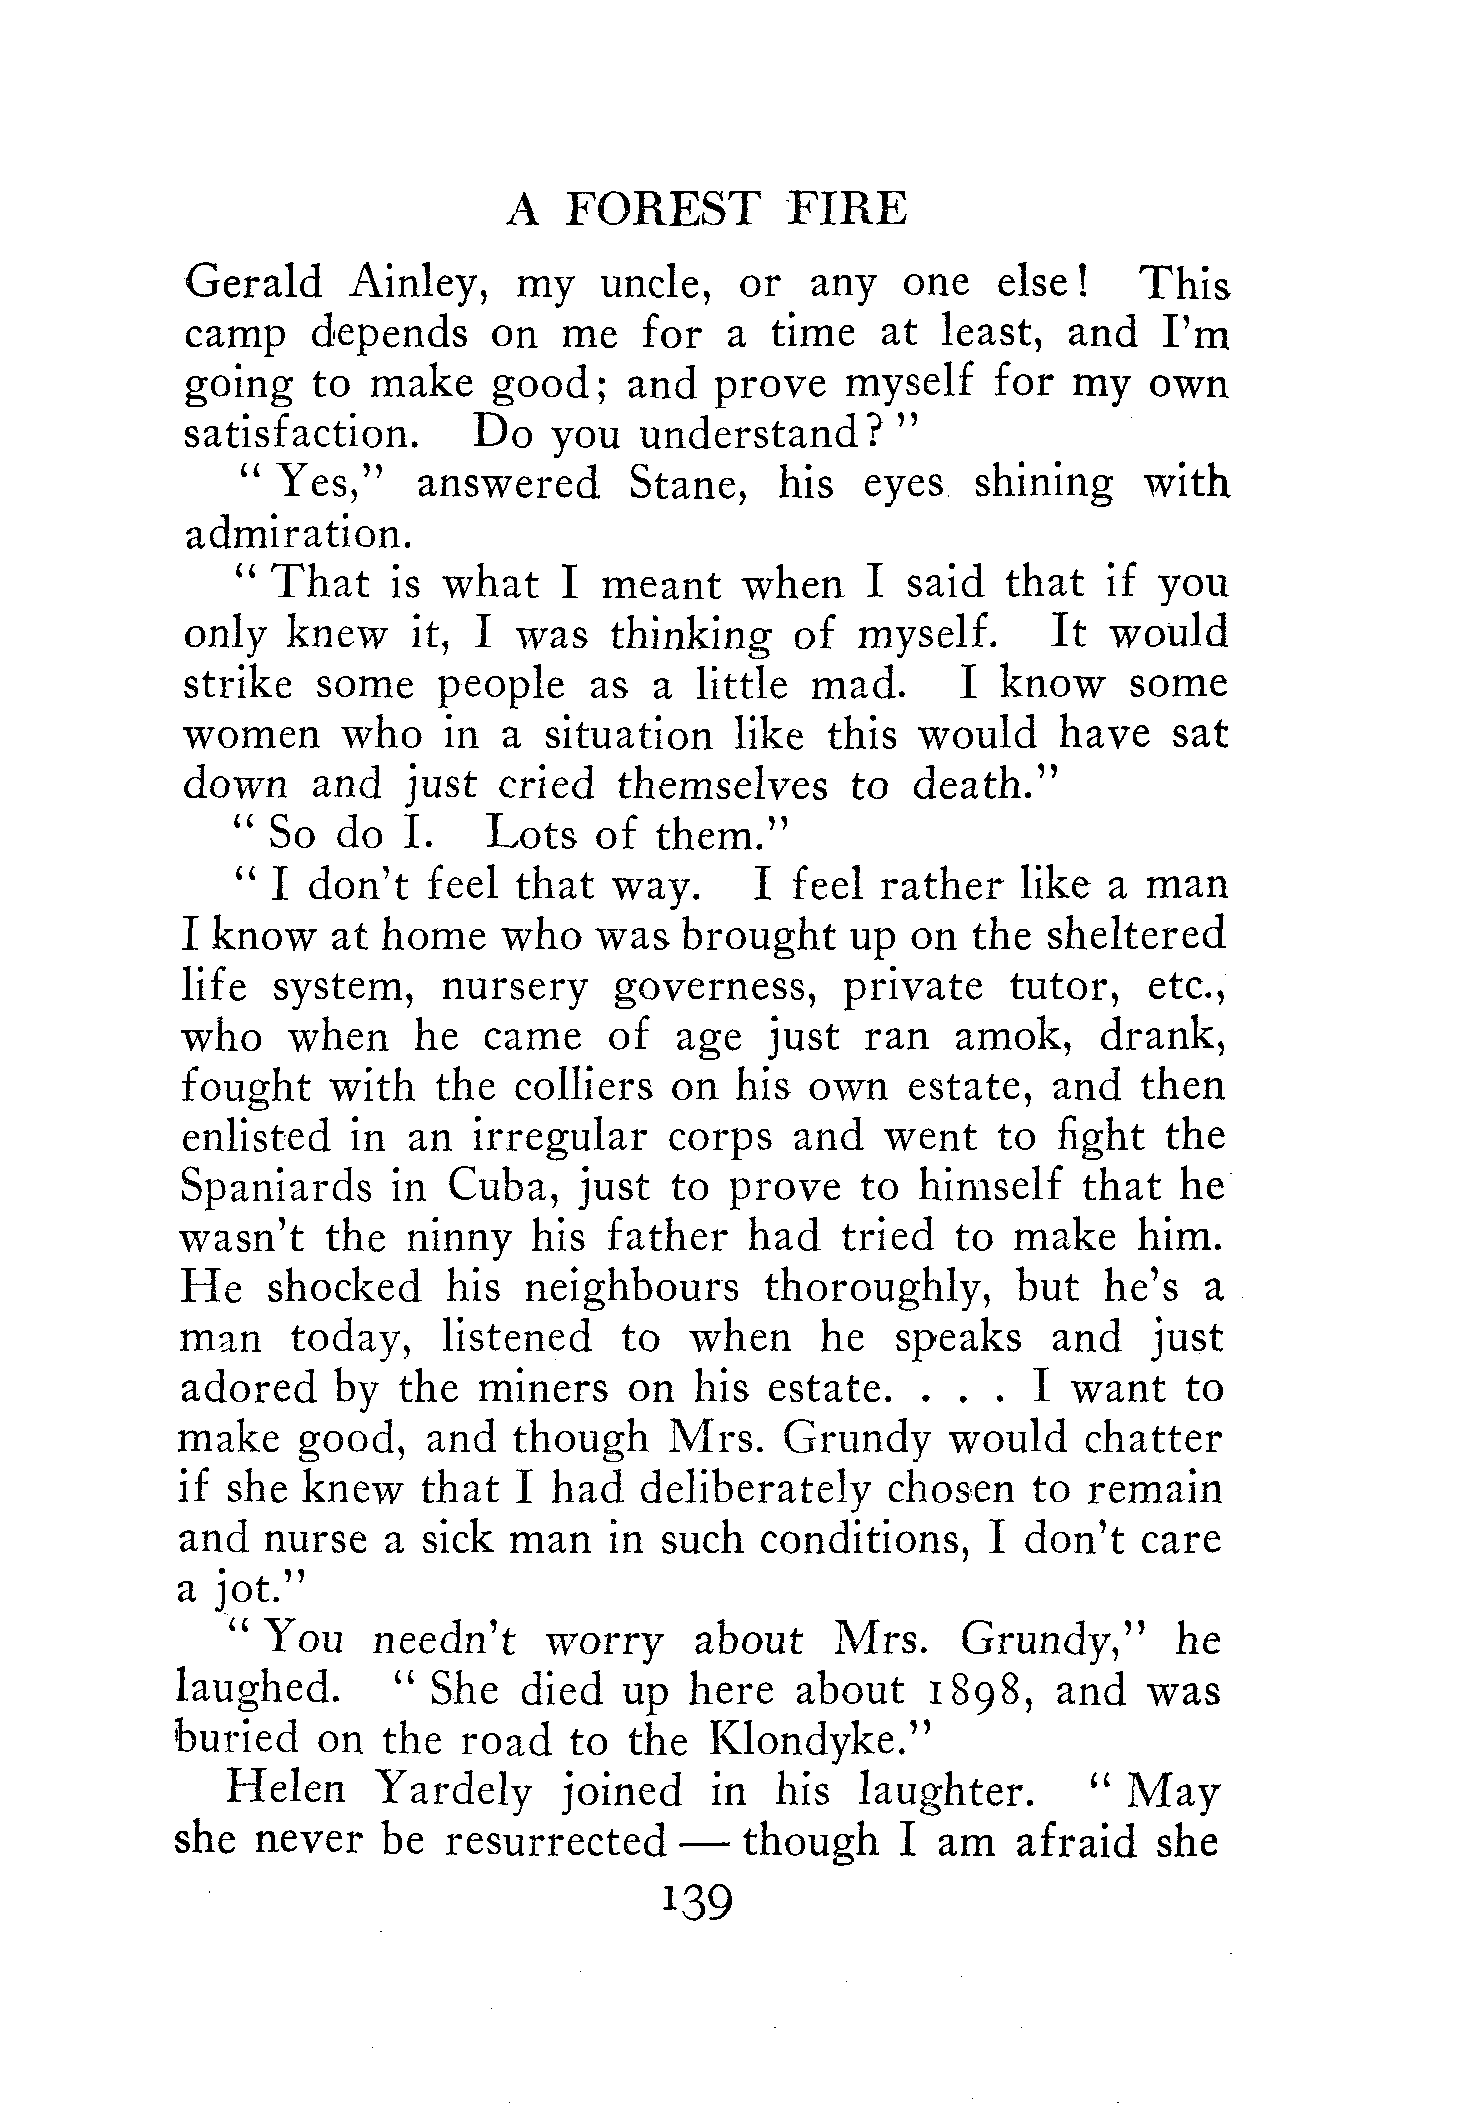 A FOREST FIRE
Gerald Ainley, my uncle, or any one else! This
camp depends on me for a time at least, and I'm
going to make good; and prove myself for my own
satisfaction. Do you understand?"
"Yes," answered Stane, his eyes shining with
admiration.
"That is what I meant when I said that if you
only knew it, I was thinking of myself. It would
strike some people as a little mad. I know some
women who in a situation like this would have sat
down and just cried themselves to death."
"So do I. Lots of them."
"I don't feel that way. I feel rather like a man
I know at home who was brought up on the sheltered
life system, nursery governess, private tutor, etc.,
who when he came of age just ran amok, drank,
fought with the colliers on his own estate, and then
enlisted in an irregular corps and went to fight the
Spaniards in Cuba, just to prove to himself that he
wasn't the ninny his father had tried to make him.
He shocked his neighbours thoroughly, but he's a
man today, listened to when he speaks and just
adored by the miners on his estate. . . . I want to
make good, and though Mrs. Grundy would chatter
if she knew that I had deliberately chosen to remain
and nurse a sick man in such conditions, I don't care
a jot."
"You needn't worry about Mrs. Grundy," he
laughed. "She died up here about 1898, and was
buried on the road to the Klondyke."
Helen Yardely joined in his laughter. "May
she never be resurrected — though I am afraid she
139